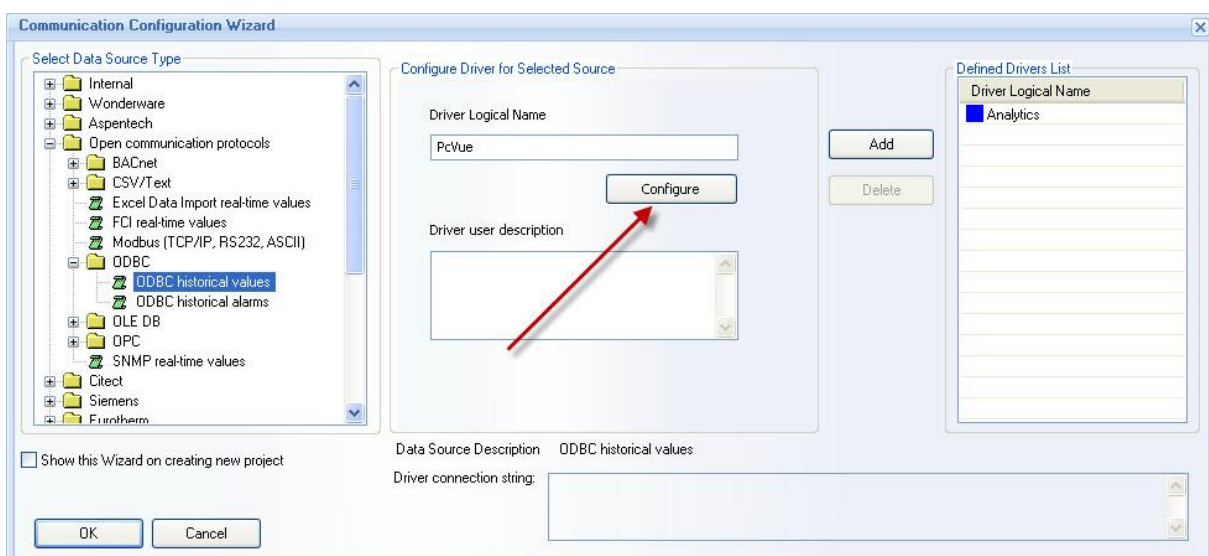 Communication Configuration Wizard
Select Data Source Type
Internal
Wonderware
Aspentech
Open communication protocols
BACnet
CSV/Text
Excel Data Import real-time values
FCI real-time values
Modbus (TCP/IP, RS232, ASCII)
ODBC
ODBC historical values
ODBC historical alarms
OLE DB
OPC
SNMP real-time values
Citect
Siemens
Eurotherm
Show this Wizard on creating new project
OK
Cancel
Configure Driver for Selected Source
Driver Logical Name
PcVue
Configure
Driver user description
Add
Delete
Defined Drivers List
Driver Logical Name
Analytics
Data Source Description ODBC historical values
Driver connection string: